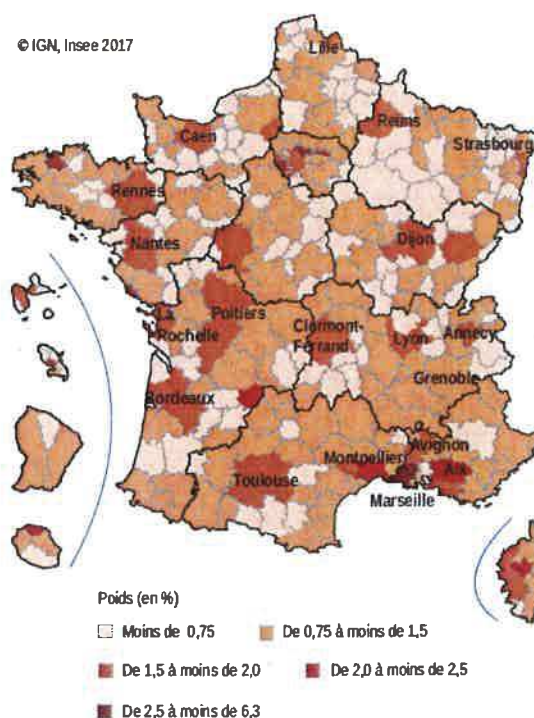 © IGN, Insee 2017
Lille
Caen
Reims
Strasbourg
Rennes
Nantes
Dijon
La
Rochelle
Poitiers
Clermont-
Ferrand
Lyon
Annecy
Grenoble
Bordeaux
Avignon
Montpellier
Aix
Toulouse
Marseille
Poids (en %)
Moins de 0,75
De 0,75 à moins de 1,5
De 1,5 à moins de 2,0
De 2,0 à moins de 2,5
De 2,5 à moins de 6,3